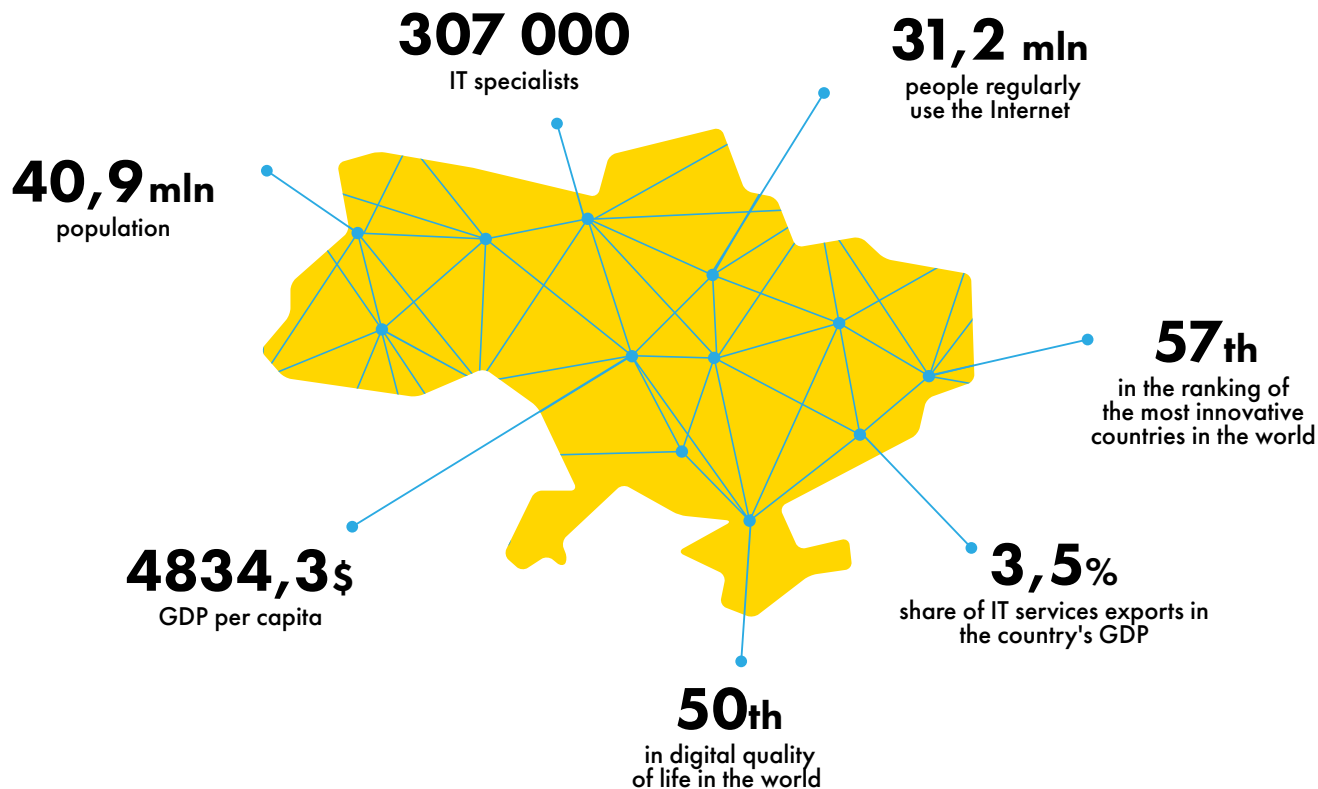 307 000
IT specialists
31,2 mln
people regularly
use the Internet
40,9 mln
population
57th
in the ranking of
the most innovative
countries in the world
4834,3$
GDP per capita
3,5%
share of IT services exports in
the country's GDP
50th
in digital quality
of life in the world